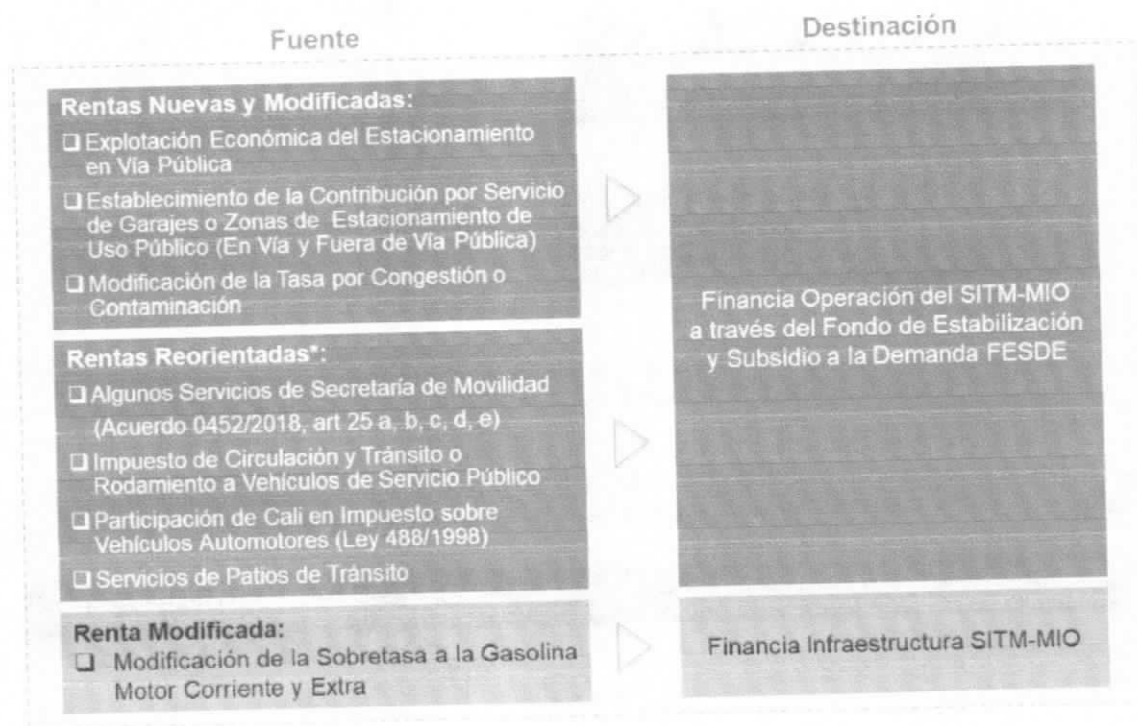 Fuente
Destinación
Rentas Nuevas y Modificadas:
❑ Explotación Económica del Estacionamiento
en Vía Pública
❑ Establecimiento de la Contribución por Servicio
de Garajes o Zonas de Estacionamiento de
Uso Público (En Vía y Fuera de Vía Pública)
❑ Modificación de la Tasa por Congestión o
Contaminación
Rentas Reorientadas*:
❑ Algunos Servicios de Secretaría de Movilidad
(Acuerdo 0452/2018, art 25 a, b, c, d, e)
❑ Impuesto de Circulación y Tránsito o
Rodamiento a Vehículos de Servicio Público
❑ Participación de Cali en Impuesto sobre
Vehículos Automotores (Ley 488/1998)
❑ Servicios de Patios de Tránsito
Financia Operación del SITM-MIO
a través del Fondo de Estabilización
y Subsidio a la Demanda FESDE
Renta Modificada:
❑ Modificación de la Sobretasa a la Gasolina
Motor Corriente y Extra
Financia Infraestructura SITM-MIO